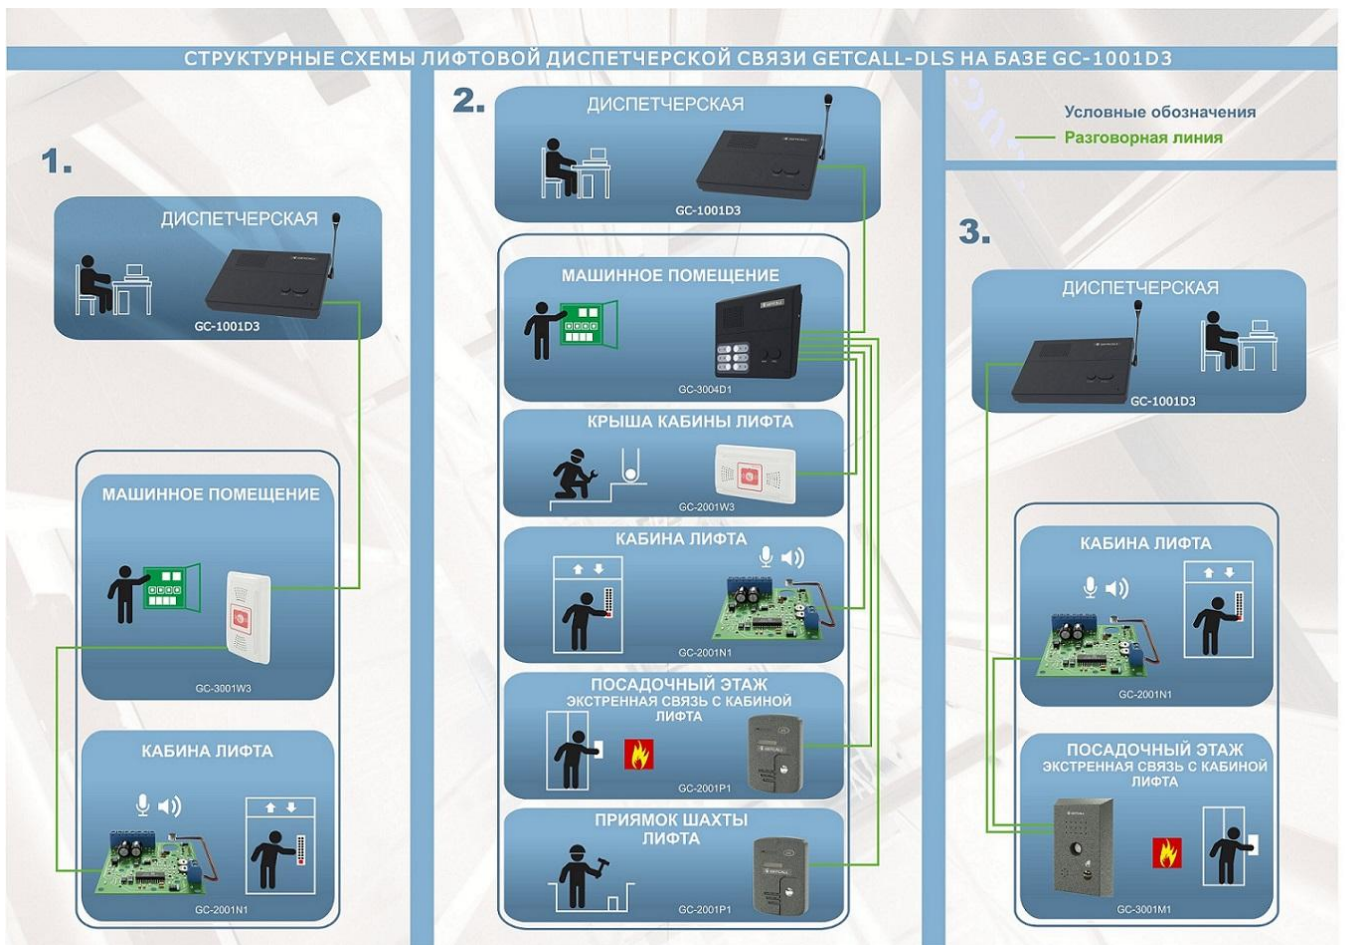 СТРУКТУРНЫЕ СХЕМЫ ЛИФТОВОЙ ДИСПЕТЧЕРСКОЙ СВЯЗИ GETCALL-DLS НА БАЗЕ GC-1001D3
1.
ДИСПЕТЧЕРСКАЯ
GC-1001D3
МАШИННОЕ ПОМЕЩЕНИЕ
GC-3001W3
КАБИНА ЛИФТА
GC-2001N1
2.
ДИСПЕТЧЕРСКАЯ
GC-1001D3
МАШИННОЕ ПОМЕЩЕНИЕ
GETCALL
GC-3004D1
КРЫША КАБИНЫ ЛИФТА
GC-2001W3
КАБИНА ЛИФТА
GC-2001N1
ПОСАДОЧНЫЙ ЭТАЖ
ЭКСТРЕННАЯ СВЯЗЬ С КАБИНОЙ
ЛИФТА
GETCALL
GC-2001P1
ПРИЯМОК ШАХТЫ
ЛИФТА
GETCALL
GC-2001P1
Условные обозначения
Разговорная линия
3.
ДИСПЕТЧЕРСКАЯ
GC-1001D3
КАБИНА ЛИФТА
GC-2001N1
ПОСАДОЧНЫЙ ЭТАЖ
ЭКСТРЕННАЯ СВЯЗЬ С КАБИНОЙ
ЛИФТА
GC-3001M1